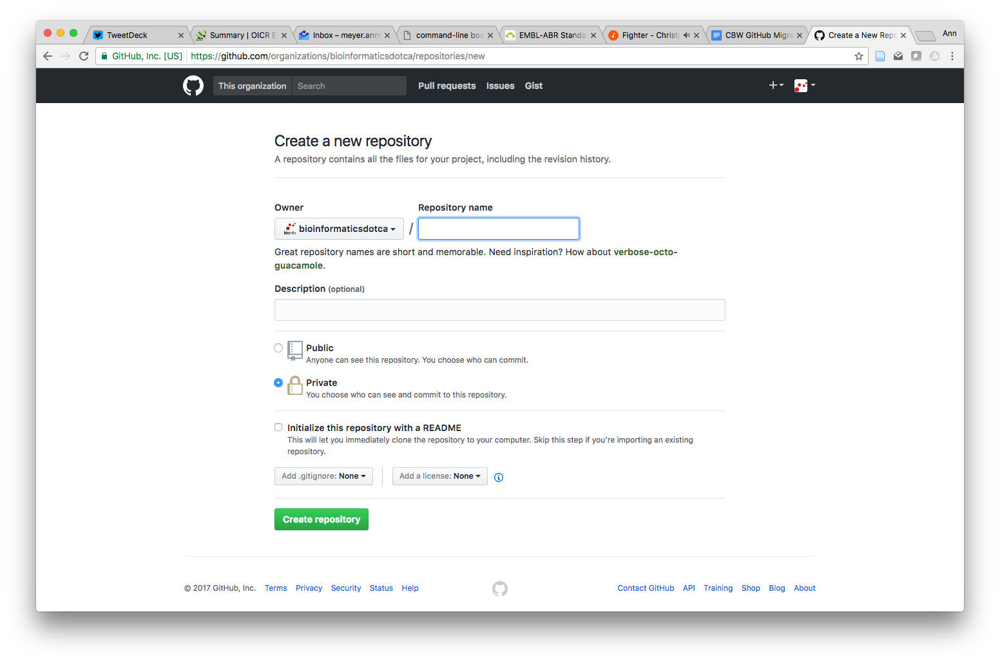 TweetDeck
Summary | OICR E
Inbox – meyer.ann
command-line boo
EMBL-ABR Standa
Fighter - Christi
CBW GitHub Migra
Create a New Repo
Ann
GitHub, Inc. [US]
https://github.com/organizations/bioinformaticsdotca/repositories/new
This organization
Search
Pull requests
Issues
Gist
Create a new repository
A repository contains all the files for your project, including the revision history.
Owner
Repository name
bioinfo
bioinformaticsdotca
/
Great repository names are short and memorable. Need inspiration? How about verbose-octo-
guacamole.
Description (optional)
Public
Anyone can see this repository. You choose who can commit.
Private
You choose who can see and commit to this repository.
Initialize this repository with a README
This will let you immediately clone the repository to your computer. Skip this step if you’re importing an existing
repository.
Add .gitignore: None
Add a license: None
Create repository
© 2017 GitHub, Inc.
Terms
Privacy
Security
Status
Help
Contact GitHub
API
Training
Shop
Blog
About